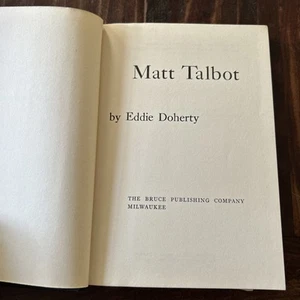 Matt Talbot
by Eddie Doherty
THE BRUCE PUBLISHING COMPANY
MILWAUKEE